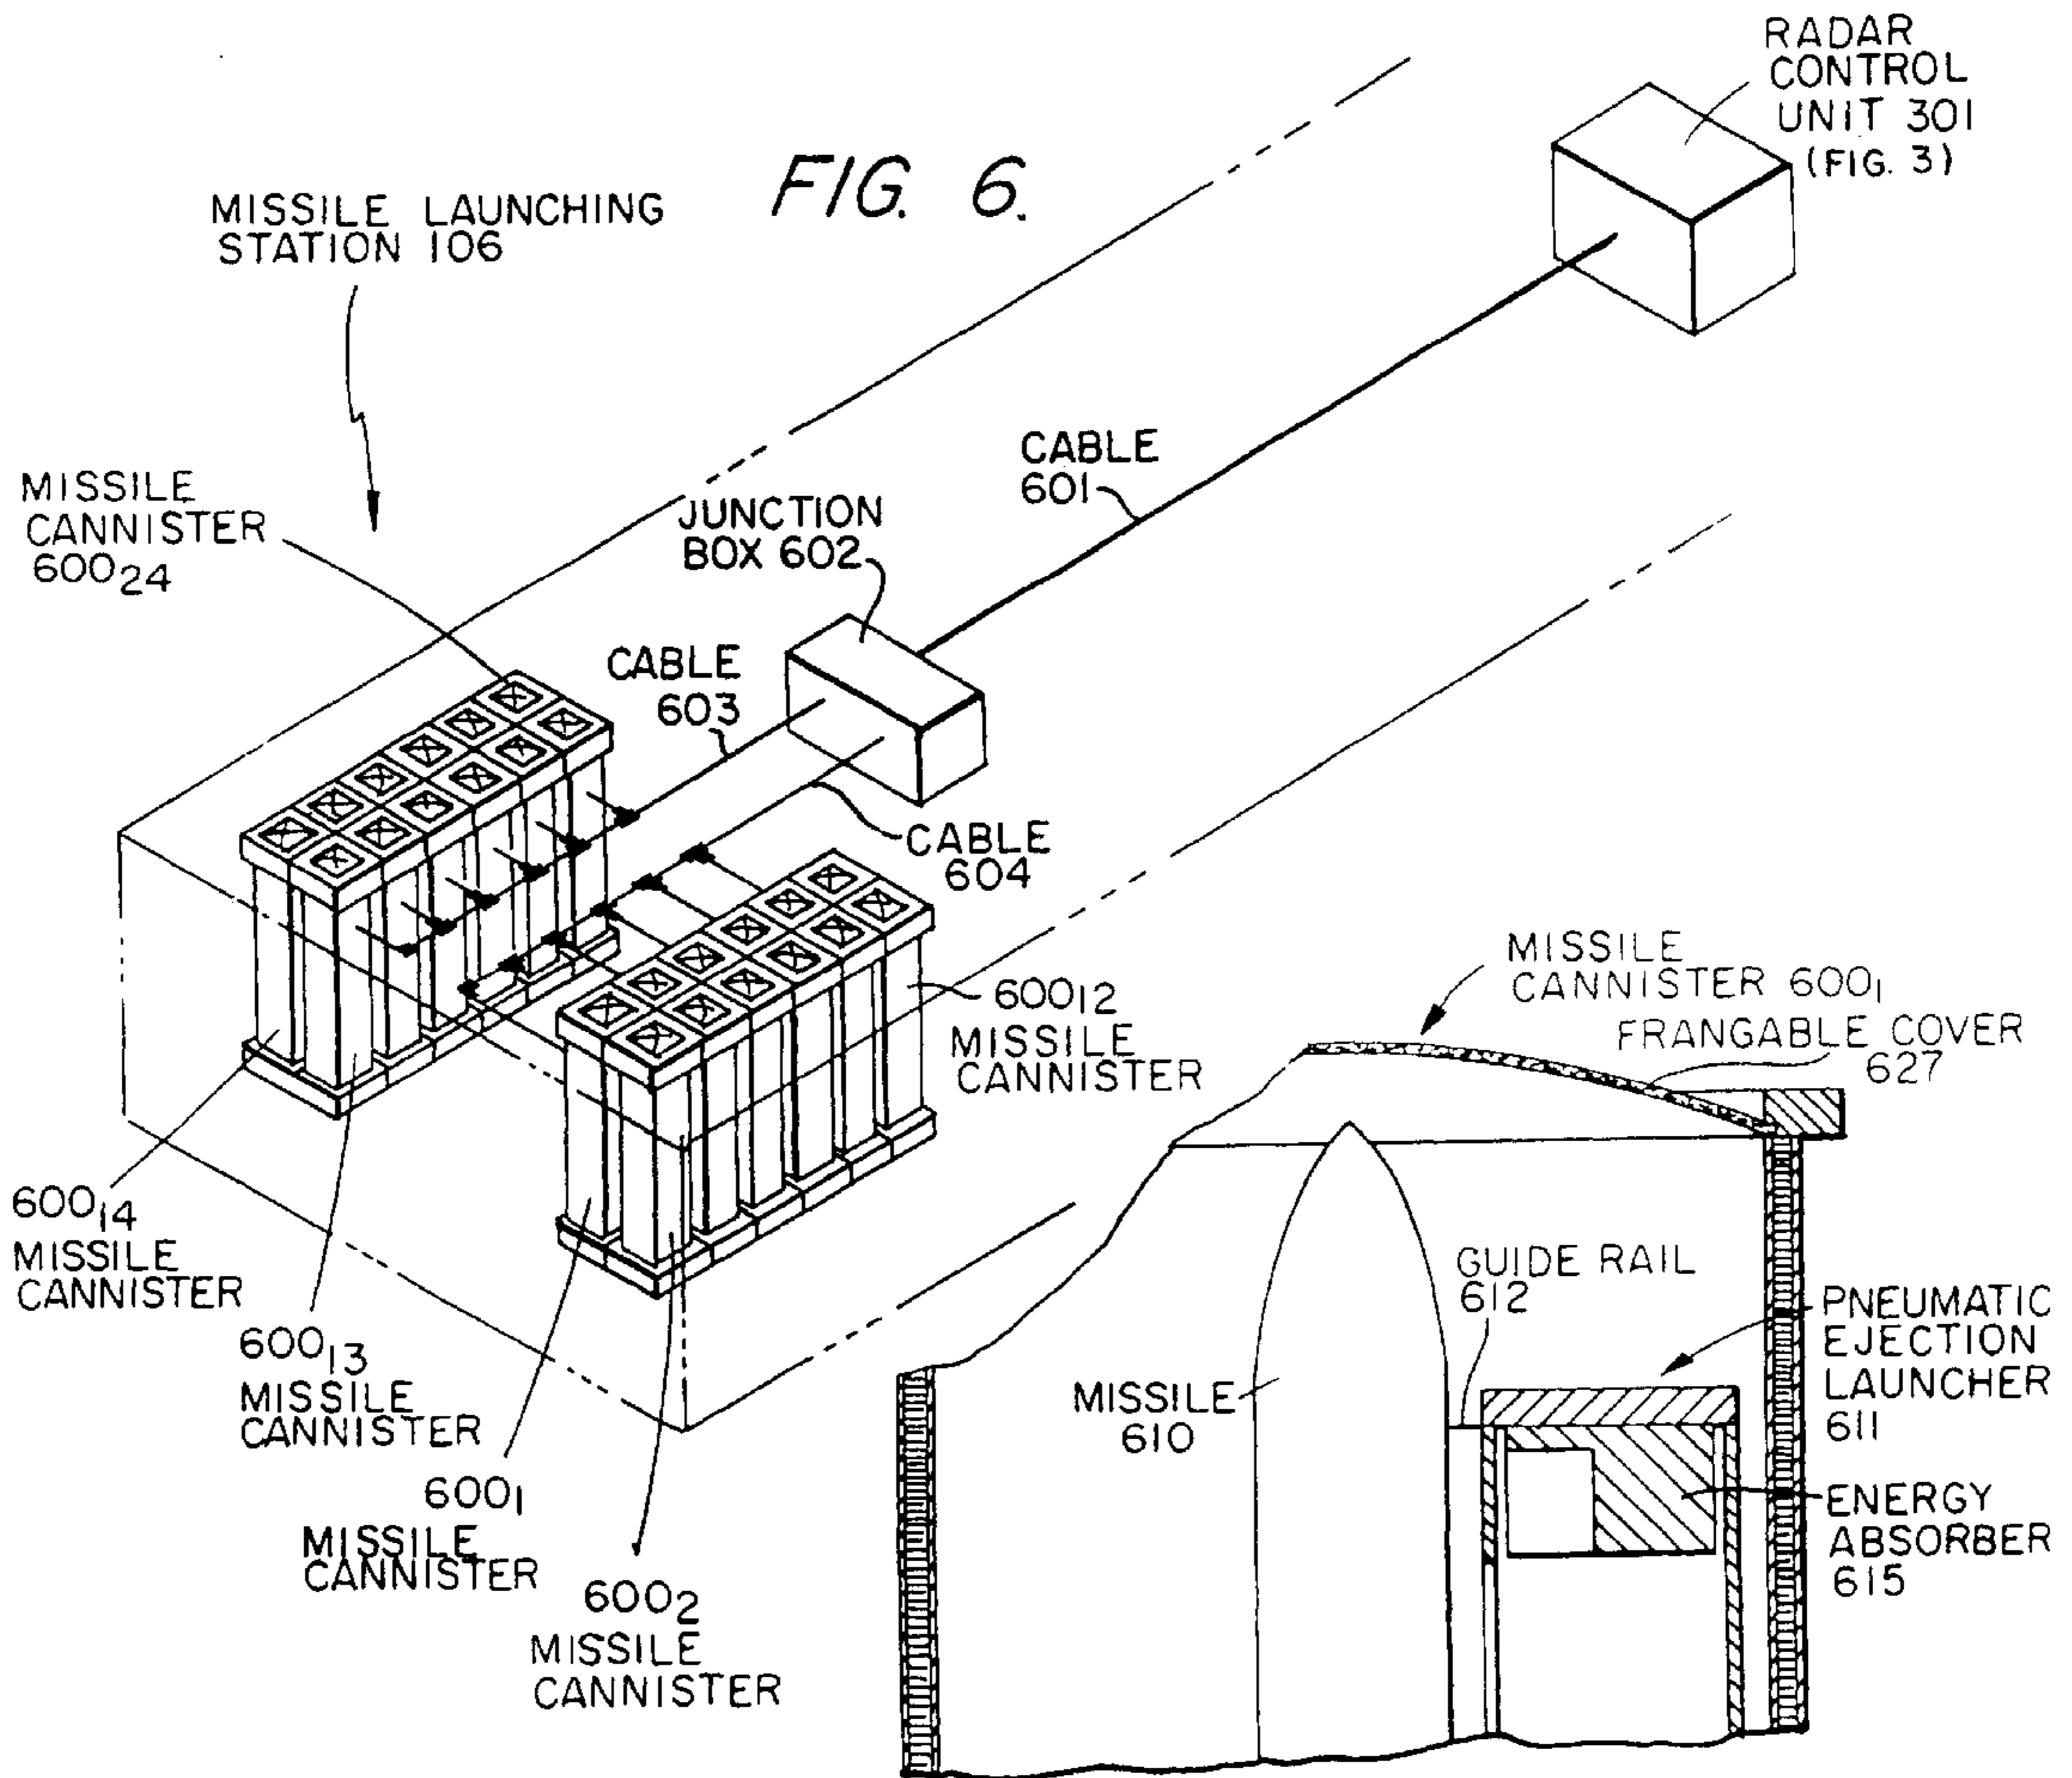 RADAR
CONTROL
UNIT 301
(FIG. 3)
FIG. 6.
MISSILE LAUNCHING
STATION 106
MISSILE
CANNISTER
600₂₄
CABLE
601
JUNCTION
BOX 602
CABLE
603
CABLE
604
600₁₂
MISSILE
CANNISTER
MISSILE
CANNISTER 600₁
FRANGABLE COVER
627
600₁₄
MISSILE
CANNISTER
600₁₃
MISSILE
CANNISTER
600₁
MISSILE
CANNISTER
600₂
MISSILE
CANNISTER
GUIDE RAIL
612
PNEUMATIC
EJECTION
LAUNCHER
611
MISSILE
610
ENERGY
ABSORBER
615